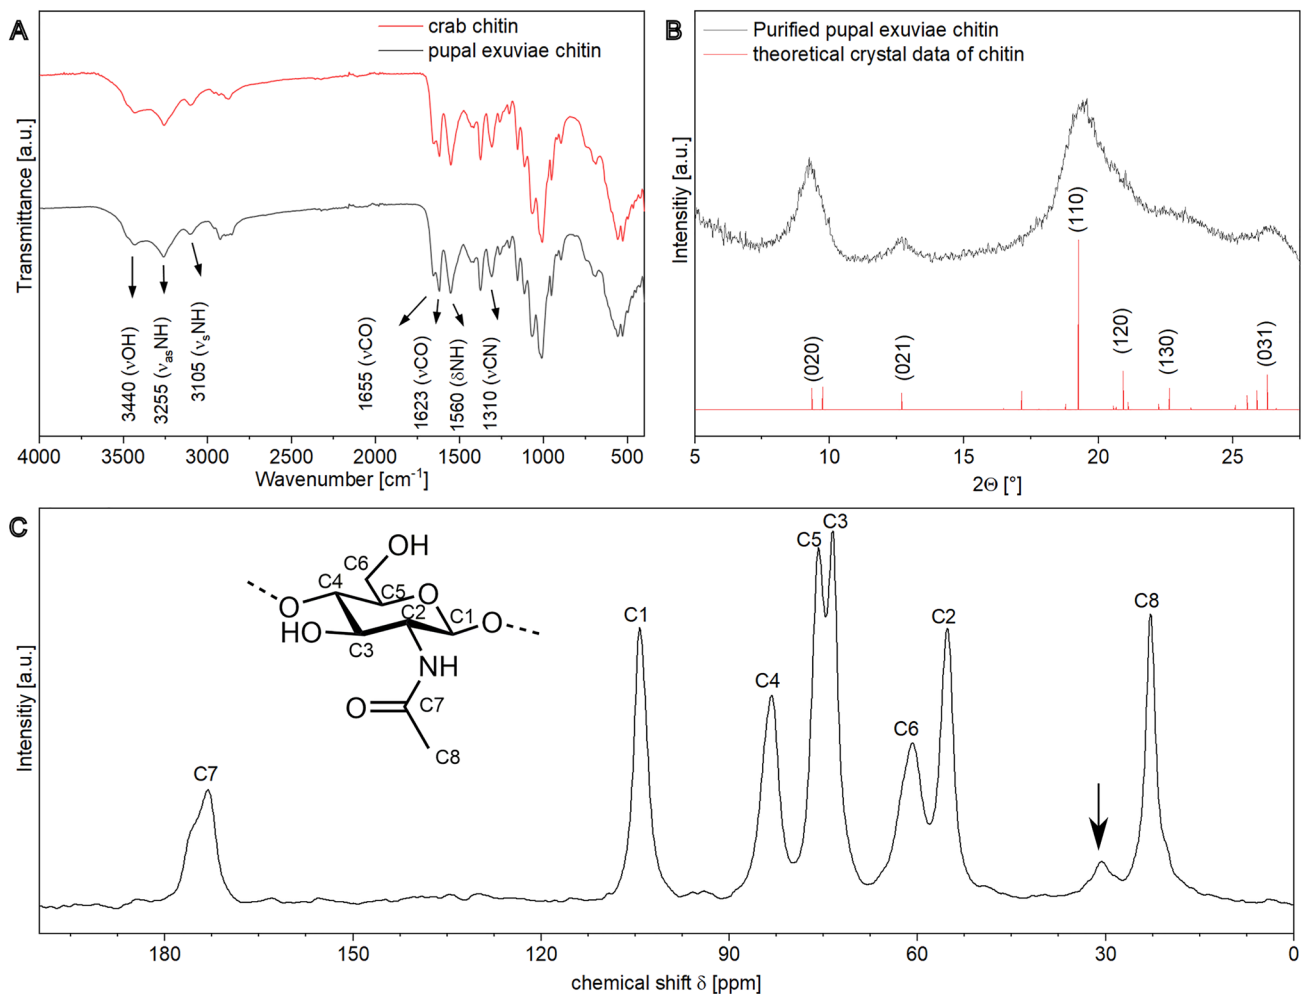 A
crab chitin
pupal exuviae chitin
Transmittance [a.u.]
3440 (νOH)
3255 (νasNH)
3105 (νsNH)
1655 (νCO)
1623 (νCO)
1560 (δNH)
1310 (νCN)
4000 3500 3000 2500 2000 1500 1000 500
Wavenumber [cm-1]
B
Purified pupal exuviae chitin
theoretical crystal data of chitin
Intensitiy [a.u.]
(020)
(021)
(110)
(120)
(130)
(031)
5 10 15 20 25
2Θ [°]
C
Intensitiy [a.u.]
OH
C6
C4
C5
O
O
C2
C1
O
HO
C3
NH
O
C7
C8
C7
C1
C4
C5
C3
C6
C2
C8
180 150 120 90 60 30 0
chemical shift δ [ppm]